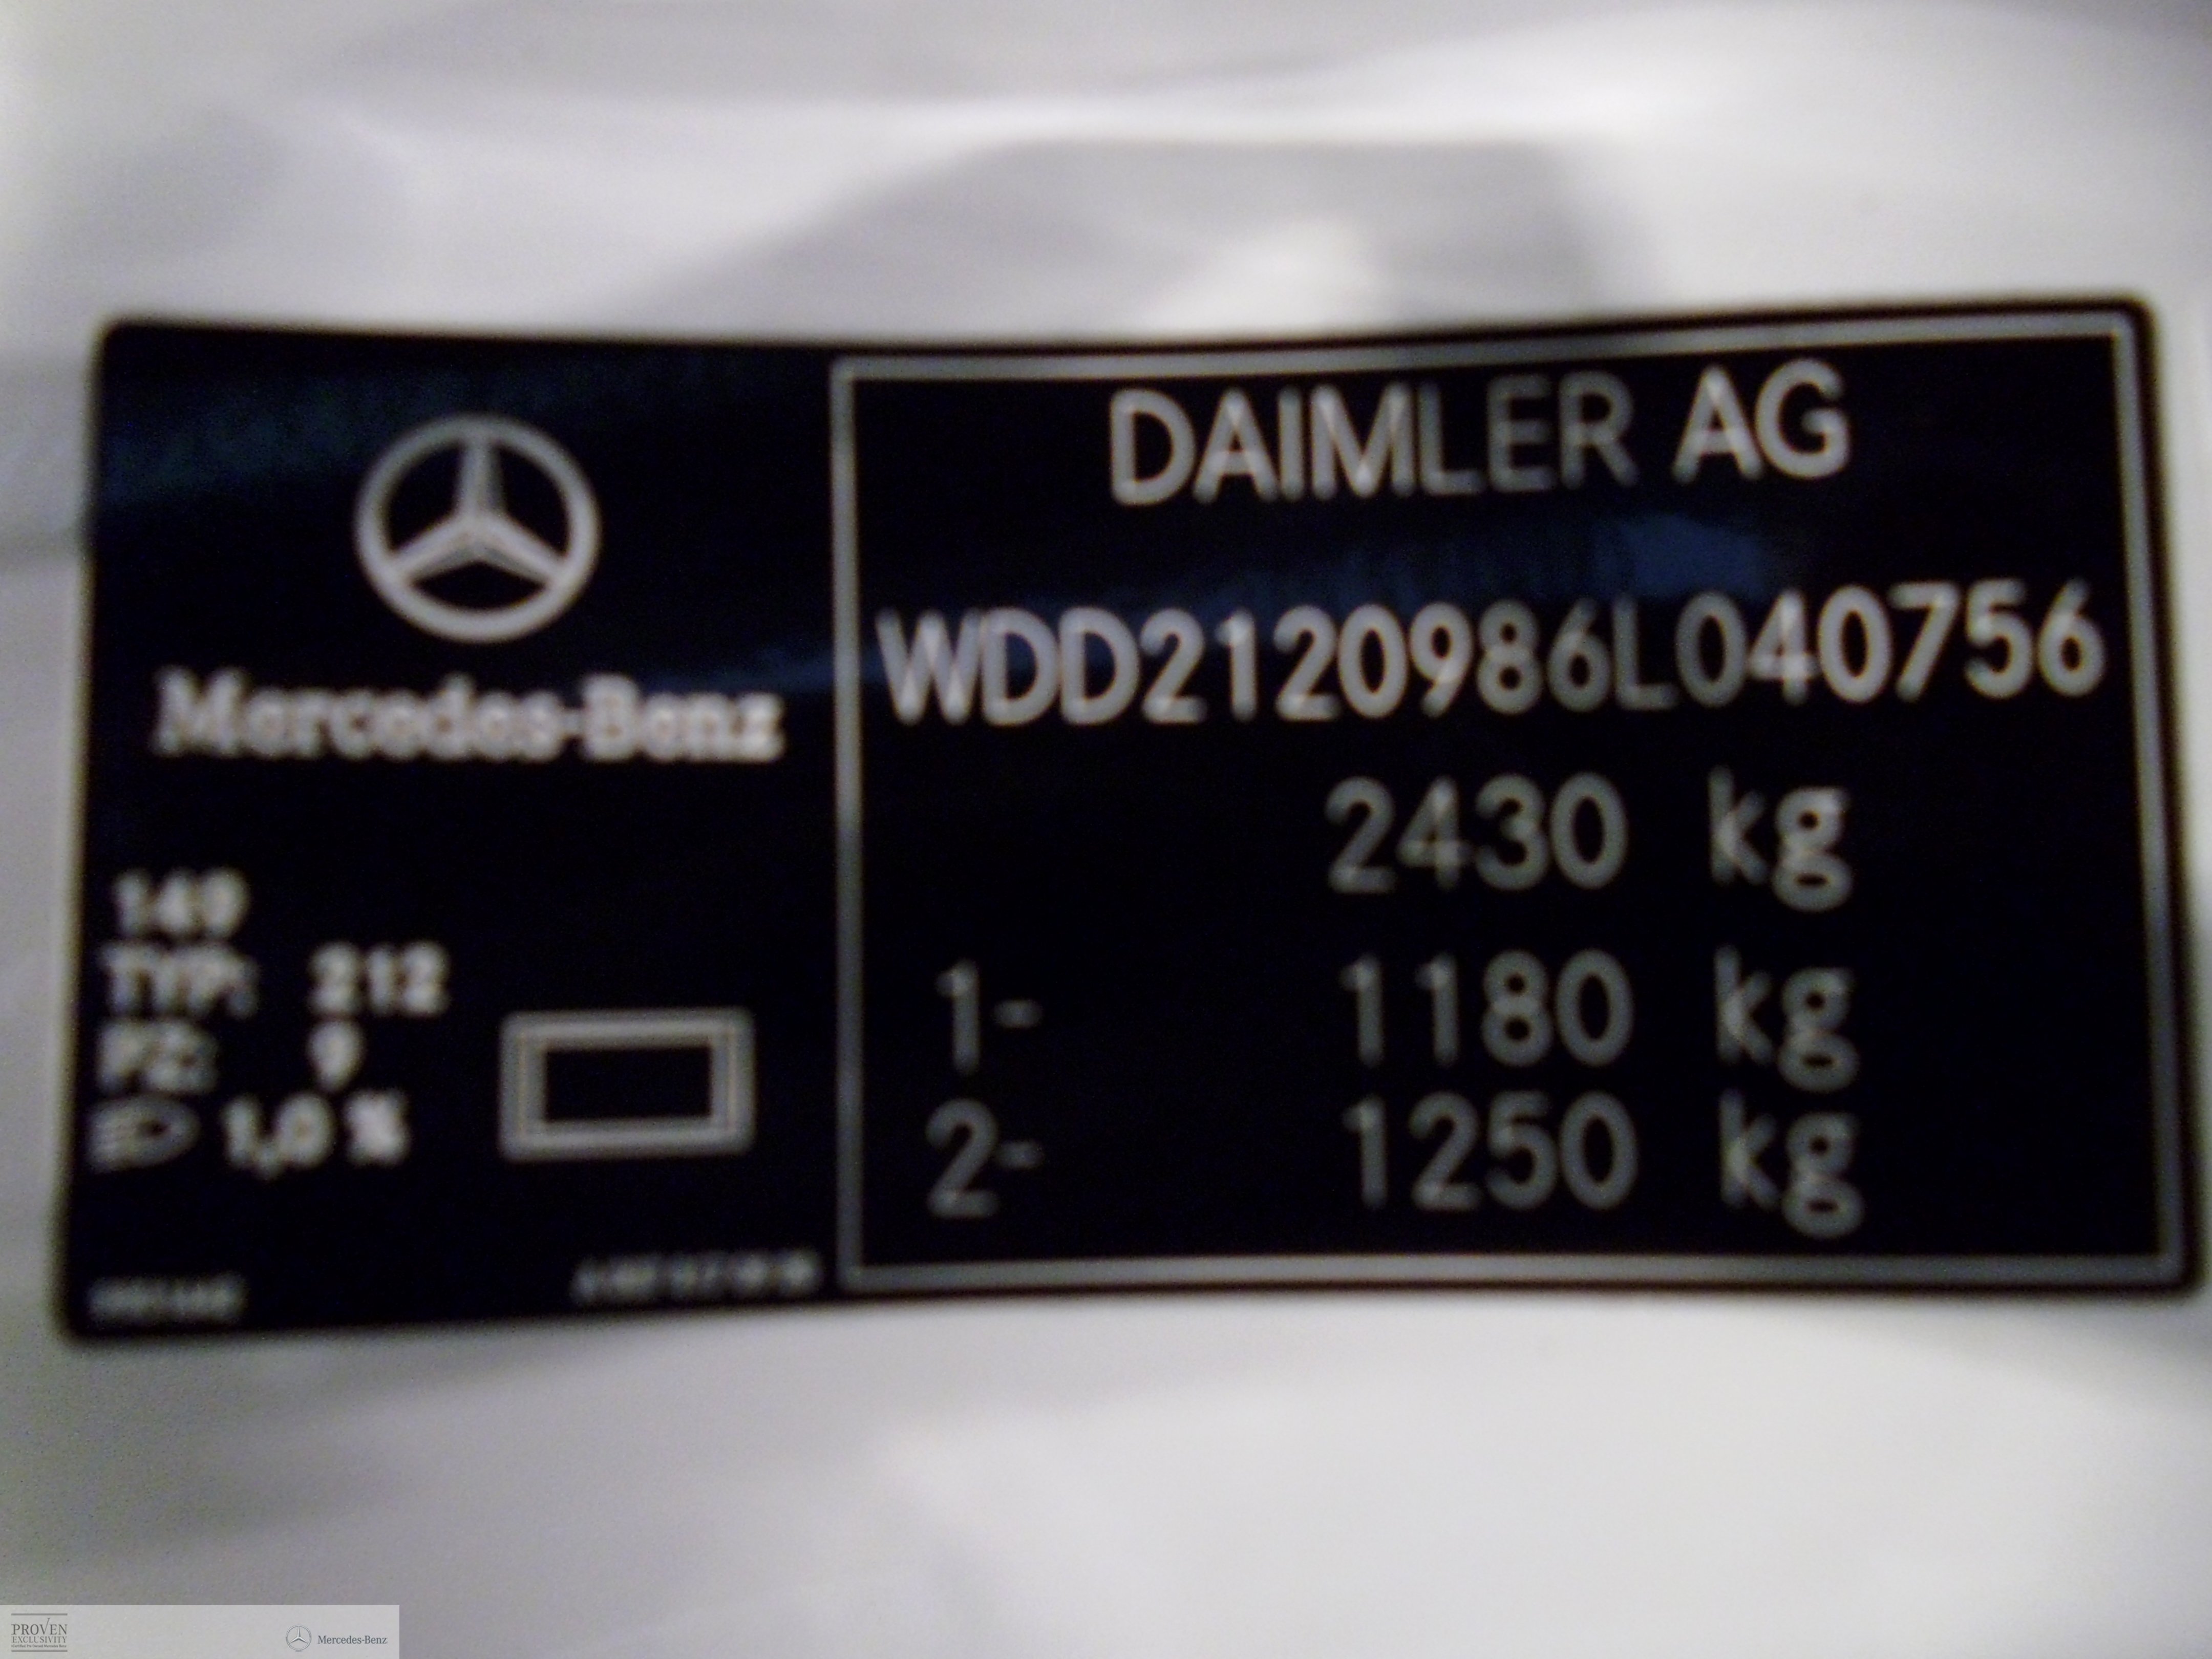 Mercedes-Benz
149
TYP: 212
PZ: 9
1,0 %
DAIMLER AG
WDD2120986L040756
2430 kg
1- 1180 kg
2- 1250 kg
PROVEN
EXCLUSIVITY
Mercedes-Benz